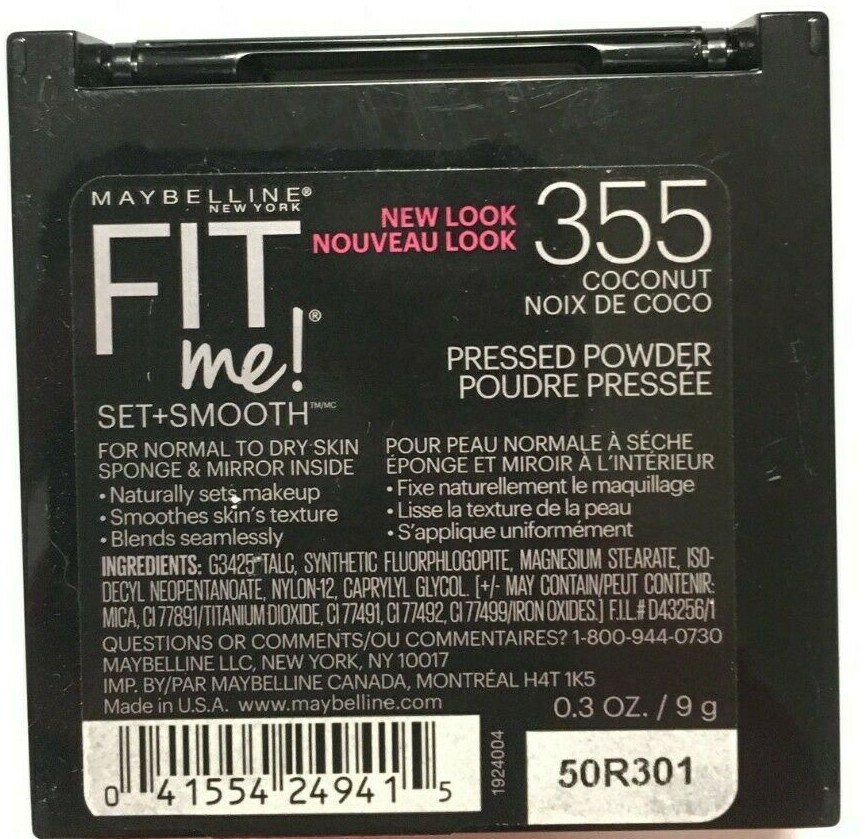 MAYBELLINE®
NEW YORK
FIT
me!®
SET+SMOOTH™/MC
NEW LOOK
NOUVEAU LOOK
355
COCONUT
NOIX DE COCO
PRESSED POWDER
POUDRE PRESSÉE
FOR NORMAL TO DRY SKIN
SPONGE & MIRROR INSIDE
• Naturally sets makeup
• Smoothes skin's texture
• Blends seamlessly
POUR PEAU NORMALE À SÉCHE
ÉPONGE ET MIROIR À L'INTÉRIEUR
• Fixe naturellement le maquillage
• Lisse la texture de la peau
• S'applique uniformément
INGREDIENTS: G3425 TALC, SYNTHETIC FLUORPHLOGOPITE, MAGNESIUM STEARATE, ISO-
DECYL NEOPENTANOATE, NYLON-12, CAPRYLYL GLYCOL. [+/- MAY CONTAIN/PEUT CONTENIR:
MICA, CI 77891/TITANIUM DIOXIDE, CI 77491, CI 77492, CI 77499/IRON OXIDES.] F.I.L.# D43256/1
QUESTIONS OR COMMENTS/OU COMMENTAIRES? 1-800-944-0730
MAYBELLINE LLC, NEW YORK, NY 10017
IMP. BY/PAR MAYBELLINE CANADA, MONTRÉAL H4T 1K5
Made in U.S.A. www.maybelline.com
0.3 OZ. / 9 g
0 41554 24941 5
1924004
50R301